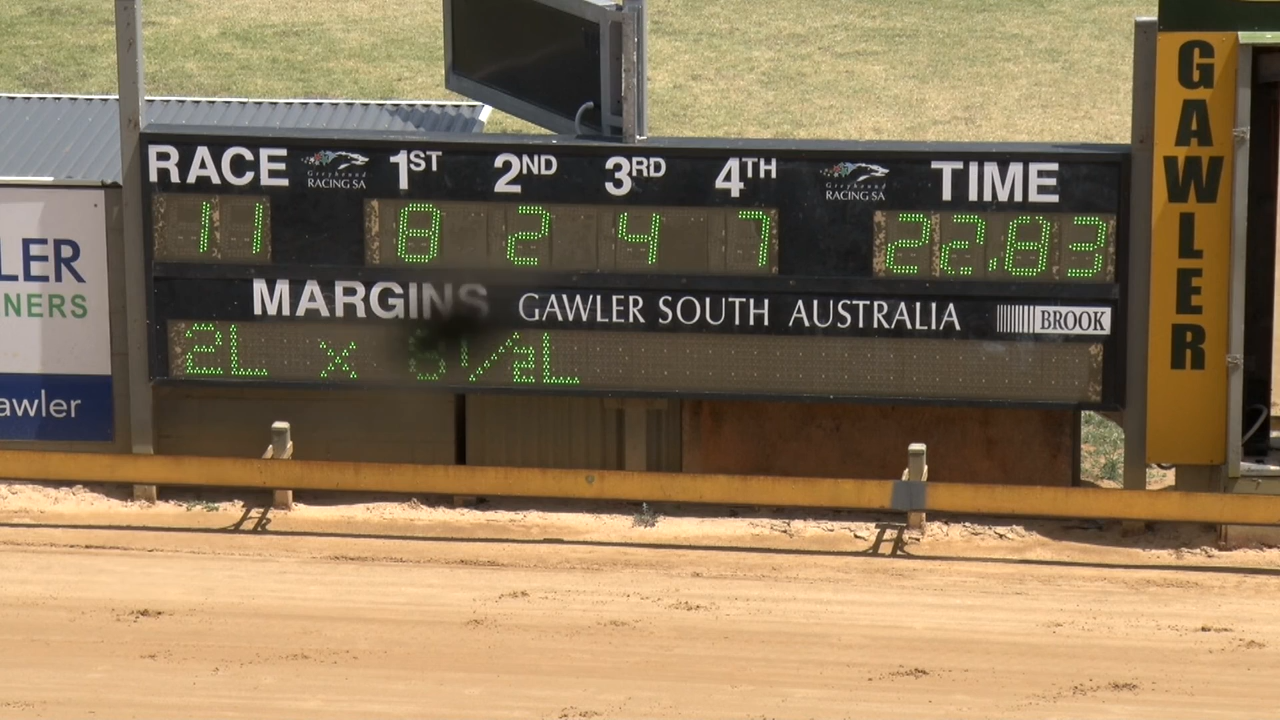 RACE Greyhound RACING SA 1ST 2ND 3RD 4TH Greyhound RACING SA TIME
11 8 2 4 7 22.83
MARGINS GAWLER SOUTH AUSTRALIA BROOK
2L x 1/2L
GAWLER
LER
NERS
awler